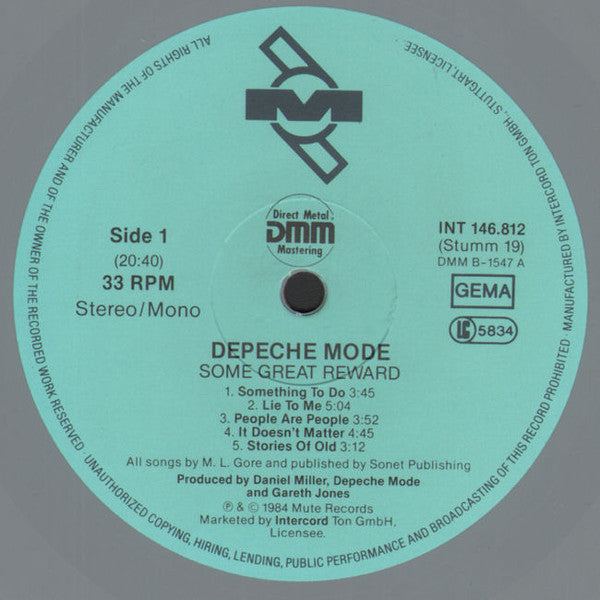 ALL RIGHTS OF THE MANUFACTURER AND OF THE OWNER OF THE RECORDED WORK RESERVED. UNAUTHORIZED COPYING, HIRING, LENDING, PUBLIC PERFORMANCE AND BROADCASTING OF THIS RECORD PROHIBITED. MANUFACTURED BY INTERCORD TON GMBH, STUTTGART, LICENSEE.
M
Direct Metal
DMM
Mastering
Side 1
(20:40)
33 RPM
Stereo/Mono
INT 146.812
(Stumm 19)
DMM B-1547 A
GEMA
LC 5834
DEPECHE MODE
SOME GREAT REWARD
1. Something To Do 3:45
2. Lie To Me 5:04
3. People Are People 3:52
4. It Doesn't Matter 4:45
5. Stories Of Old 3:12
All songs by M. L. Gore and published by Sonet Publishing
Produced by Daniel Miller, Depeche Mode
and Gareth Jones
℗ & © 1984 Mute Records
Marketed by Intercord Ton GmbH,
Licensee.